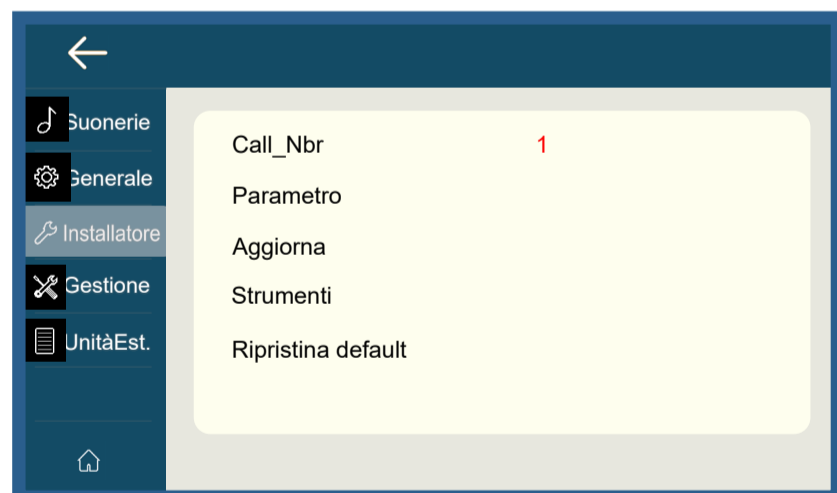 Suonerie
Generale
Installatore
Gestione
UnitàEst.
Call_Nbr 1
Parametro
Aggiorna
Strumenti
Ripristina default